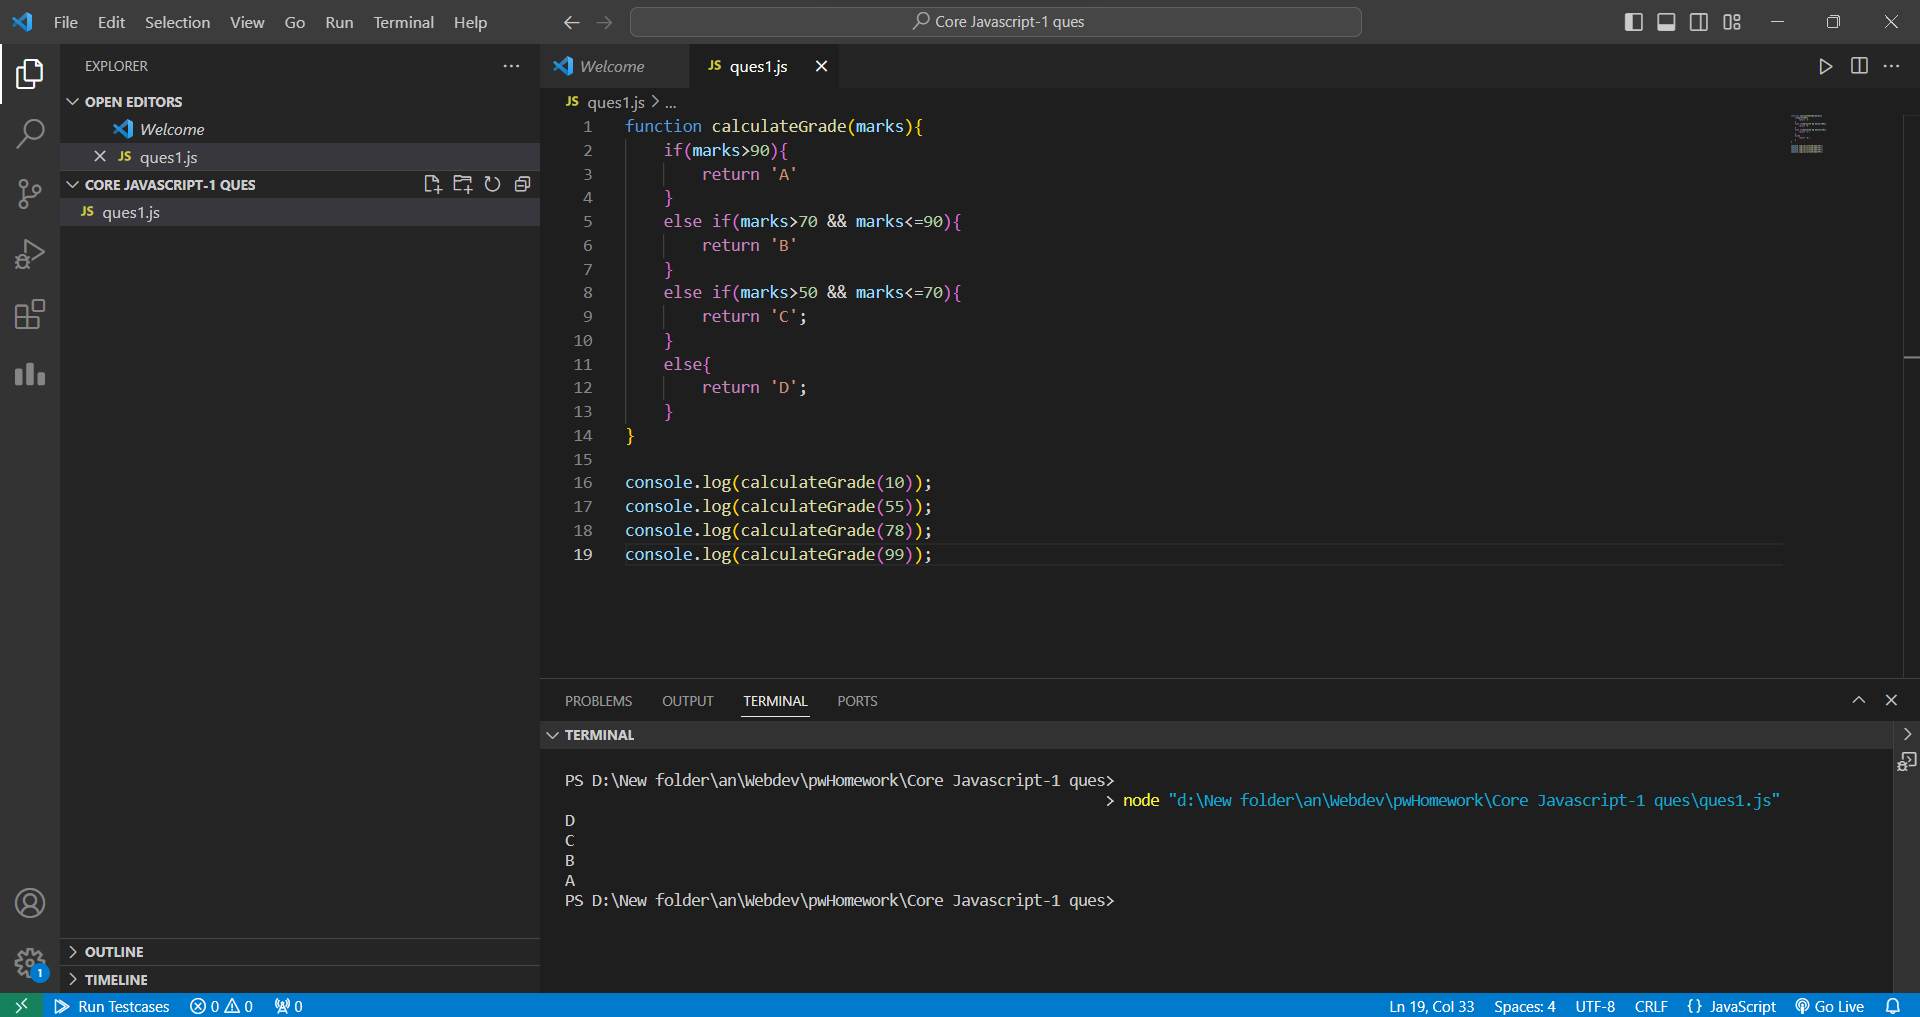 File Edit Selection View Go Run Terminal Help
Core Javascript-1 ques
EXPLORER
OPEN EDITORS
Welcome
JS ques1.js
CORE JAVASCRIPT-1 QUES
JS ques1.js
OUTLINE
TIMELINE
1
Welcome JS ques1.js
JS ques1.js > ...
1 function calculateGrade(marks){
2     if(marks>90){
3         return 'A'
4     }
5     else if(marks>70 && marks<=90){
6         return 'B'
7     }
8     else if(marks>50 && marks<=70){
9         return 'C';
10     }
11     else{
12         return 'D';
13     }
14 }
15
16 console.log(calculateGrade(10));
17 console.log(calculateGrade(55));
18 console.log(calculateGrade(78));
19 console.log(calculateGrade(99));
PROBLEMS OUTPUT TERMINAL PORTS
TERMINAL
PS D:\New folder\an\Webdev\pwHomework\Core Javascript-1 ques>
> node "d:\New folder\an\Webdev\pwHomework\Core Javascript-1 ques\ques1.js"
D
C
B
A
PS D:\New folder\an\Webdev\pwHomework\Core Javascript-1 ques>
Run Testcases 0 0 0 Ln 19, Col 33 Spaces: 4 UTF-8 CRLF {} JavaScript Go Live